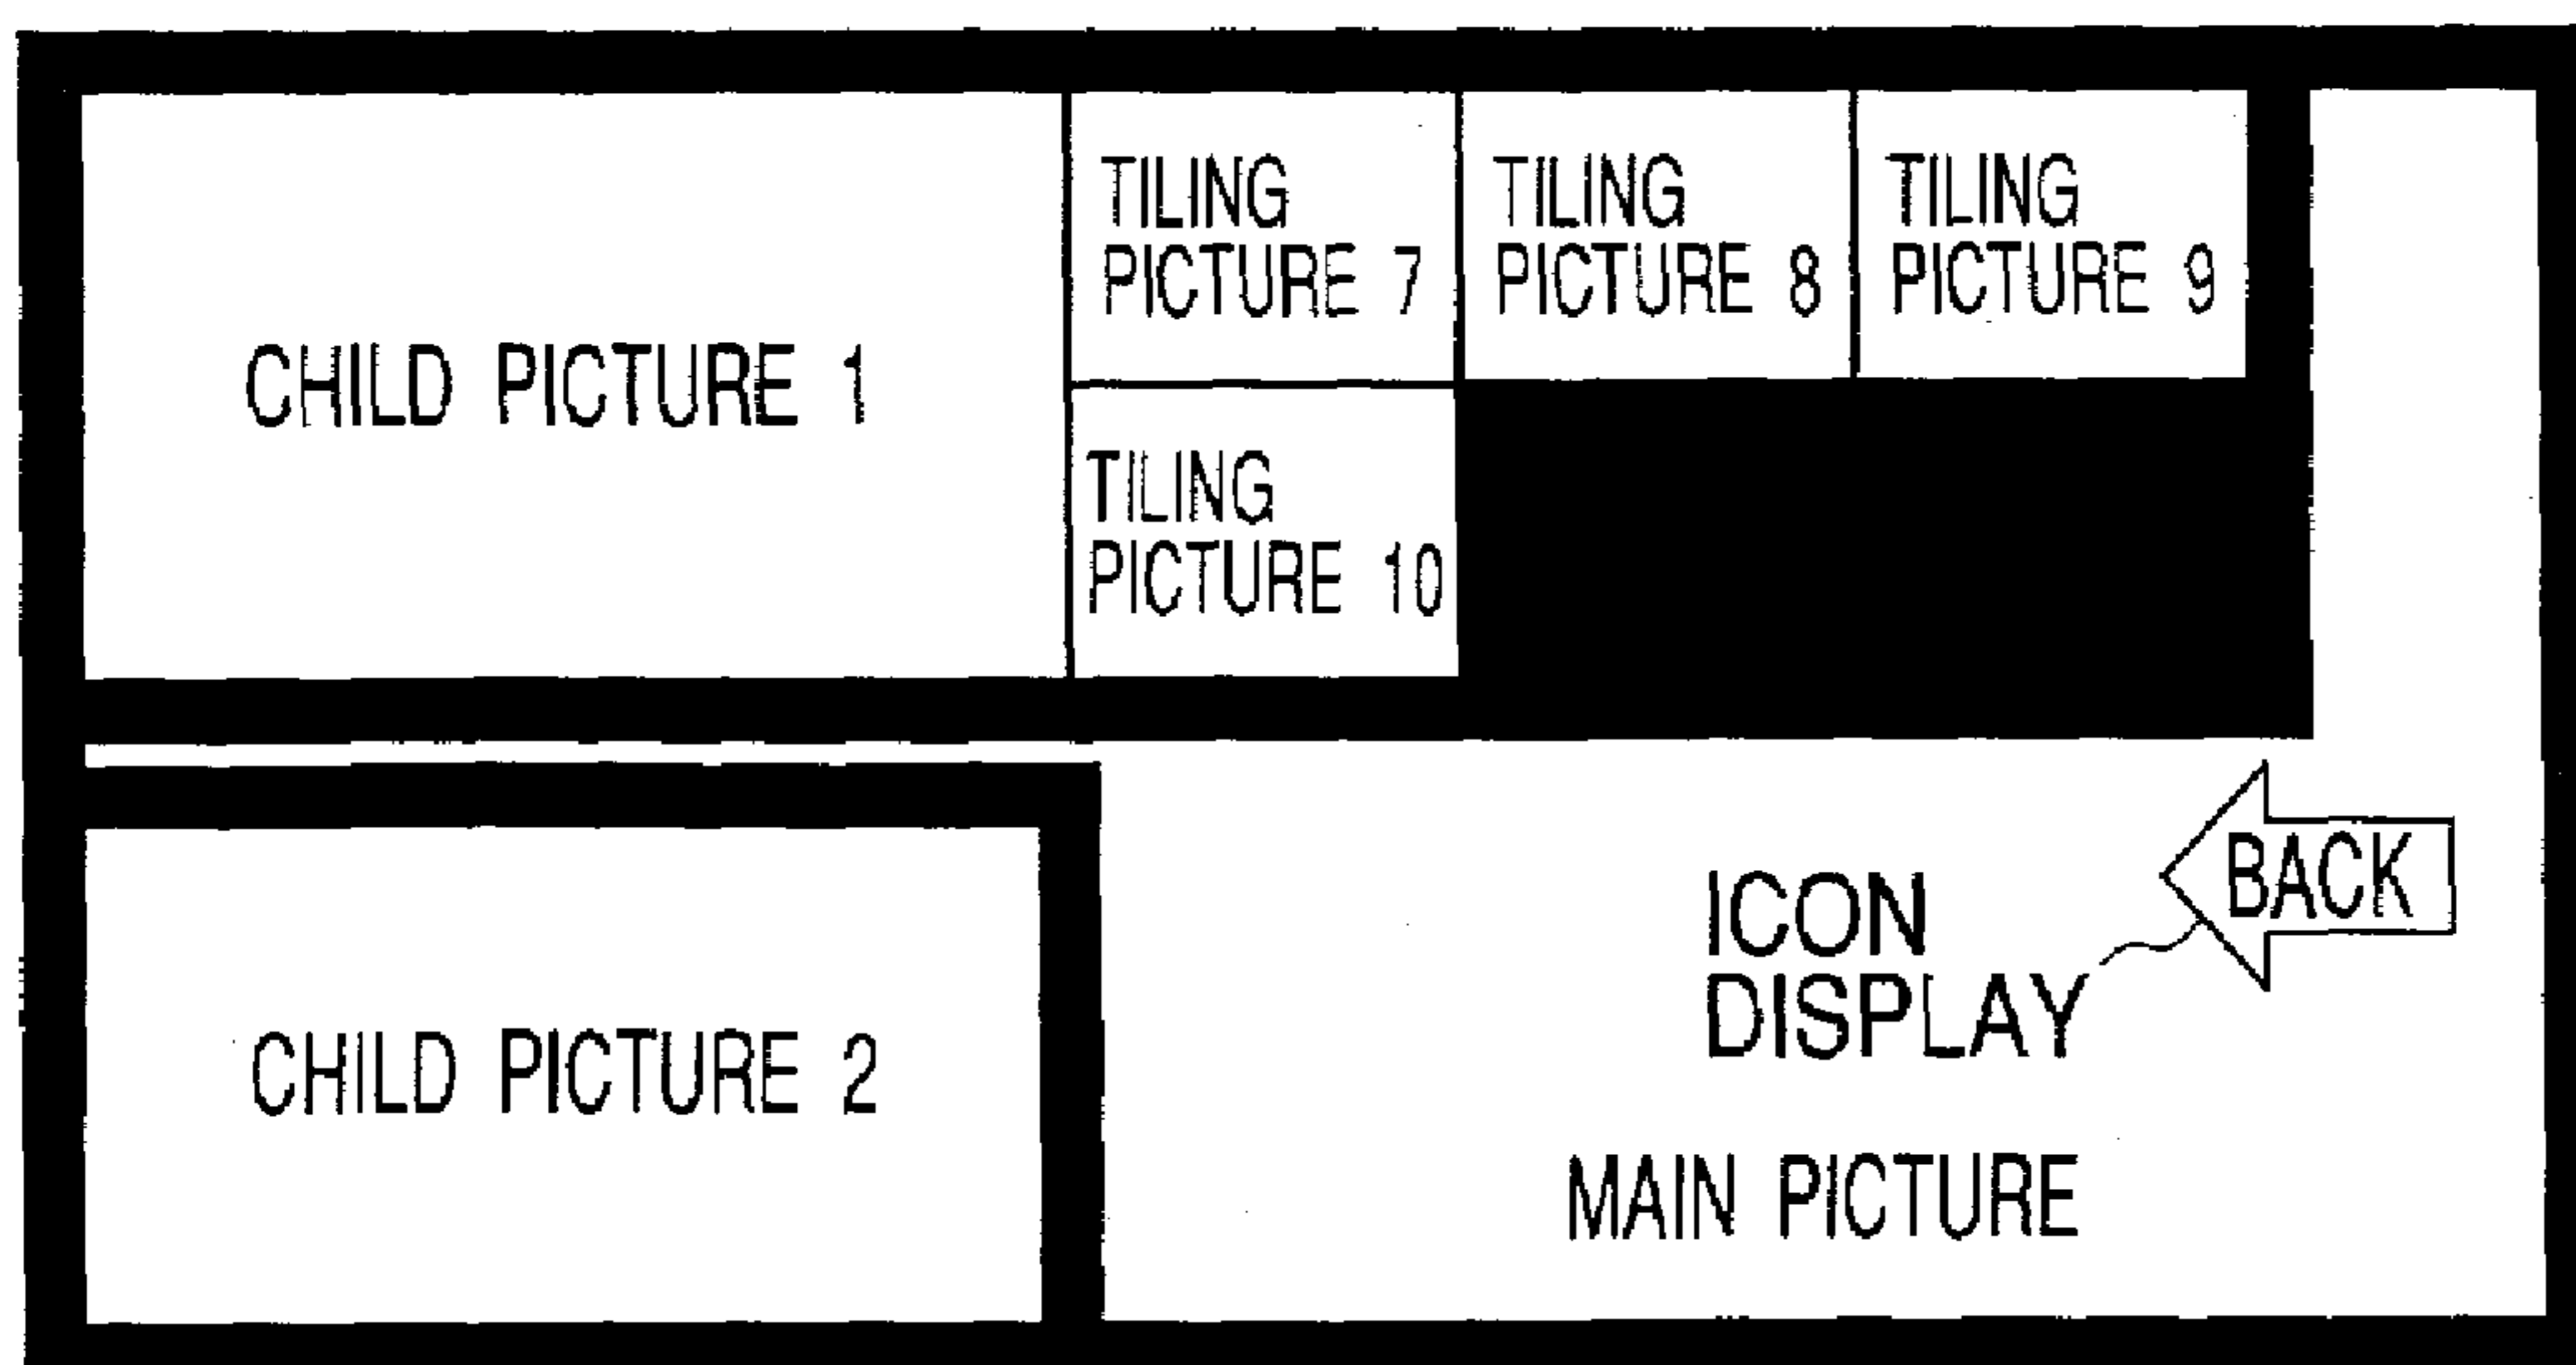 CHILD PICTURE 1
TILING
PICTURE 7
TILING
PICTURE 8
TILING
PICTURE 9
TILING
PICTURE 10
CHILD PICTURE 2
ICON
DISPLAY
BACK
MAIN PICTURE